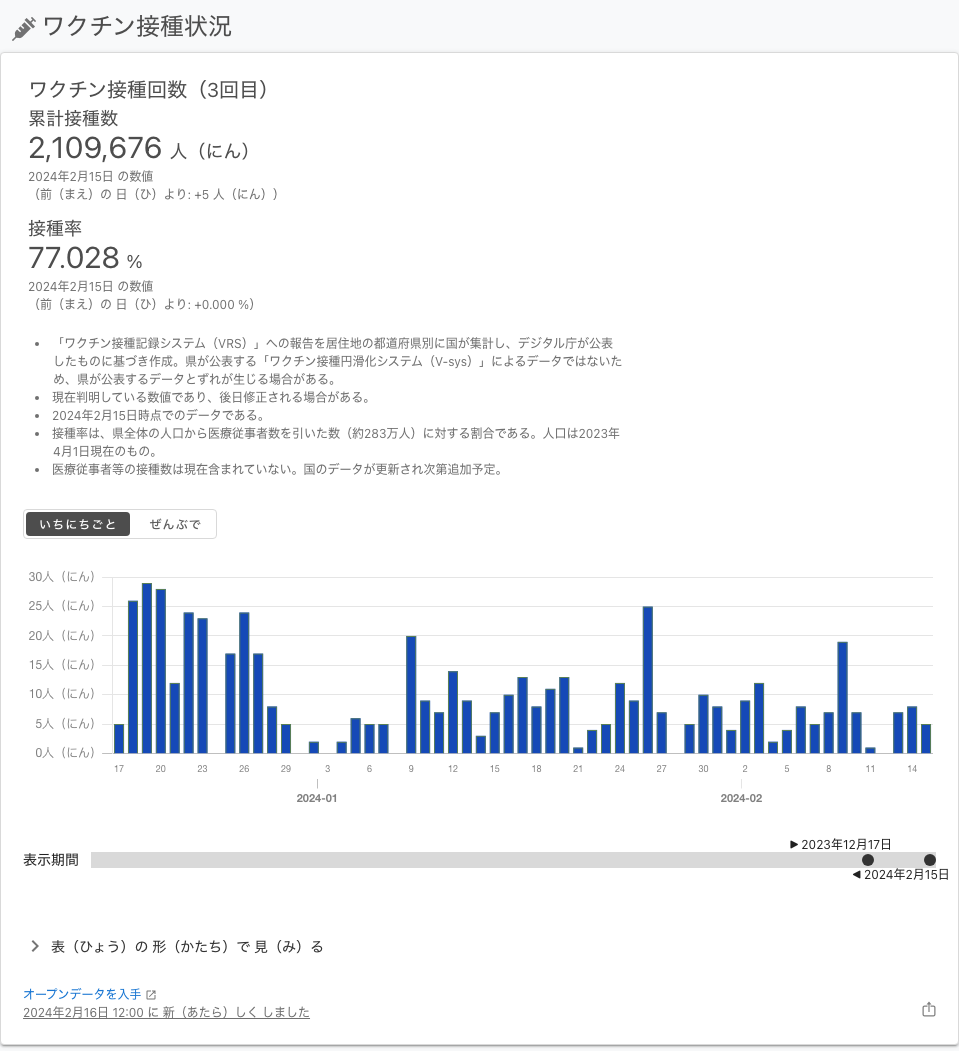 ワクチン接種状況
ワクチン接種回数（3回目）
累計接種数
2,109,676 人（にん）
2024年2月15日 の数値
（前（まえ）の 日（ひ）より: +5 人（にん））
接種率
77.028 %
2024年2月15日 の数値
（前（まえ）の 日（ひ）より: +0.000 %）
• 「ワクチン接種記録システム（VRS）」への報告を居住地の都道府県別に国が集計し、デジタル庁が公表
したものに基づき作成。県が公表する「ワクチン接種円滑化システム（V-sys）」によるデータではないた
め、県が公表するデータとずれが生じる場合がある。
• 現在判明している数値であり、後日修正される場合がある。
• 2024年2月15日時点でのデータである。
• 接種率は、県全体の人口から医療従事者数を引いた数（約283万人）に対する割合である。人口は2023年
4月1日現在のもの。
• 医療従事者等の接種数は現在含まれていない。国のデータが更新され次第追加予定。
いちにちごと ぜんぶで
30人（にん）
25人（にん）
20人（にん）
15人（にん）
10人（にん）
5人（にん）
0人（にん）
17 20 23 26 29 3 6 9 12 15 18 21 24 27 30 2 5 8 11 14
2024-01 2024-02
▶ 2023年12月17日
表示期間
◀ 2024年2月15日
表（ひょう）の 形（かたち）で 見（み）る
オープンデータを入手
2024年2月16日 12:00 に 新（あたら）しく しました